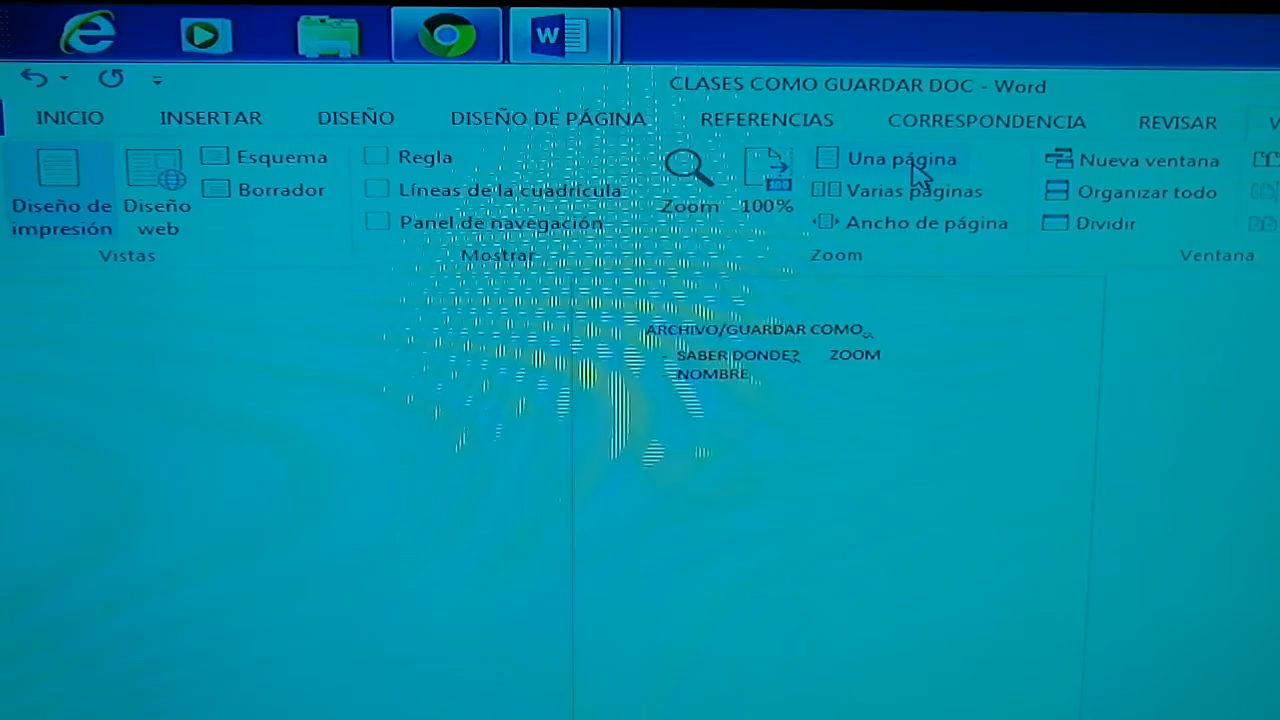 CLASES COMO GUARDAR DOC - Word
INICIO INSERTAR DISEÑO DISEÑO DE PÁGINA REFERENCIAS CORRESPONDENCIA REVISAR
Esquema Regla Una página Nueva ventana
Borrador Líneas de la cuadrícula Varias páginas Organizar todo
Diseño de impresión Diseño web Panel de navegación Zoom 100% Ancho de página Dividir
Vistas Mostrar Zoom Ventana
ARCHIVO/GUARDAR COMO
- SABER DONDE? ZOOM
NOMBRE